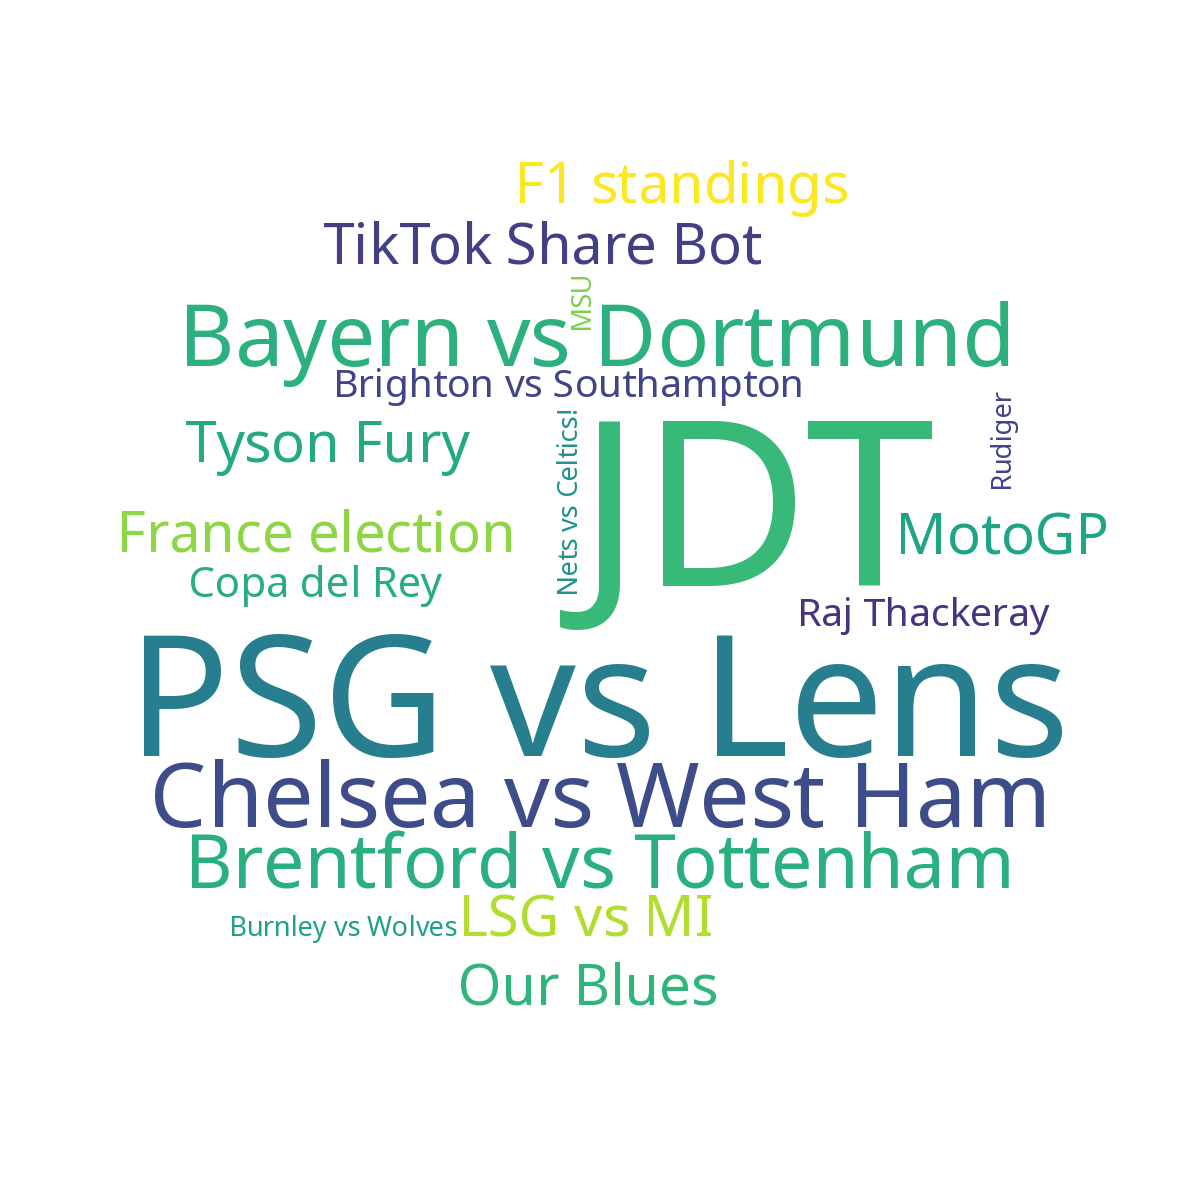 F1 standings
TikTok Share Bot
MSU
Bayern vs Dortmund
Brighton vs Southampton
Tyson Fury
Nets vs Celtics!
JDT
Rudiger
France election
MotoGP
Copa del Rey
Raj Thackeray
PSG vs Lens
Chelsea vs West Ham
Brentford vs Tottenham
Burnley vs Wolves
LSG vs MI
Our Blues